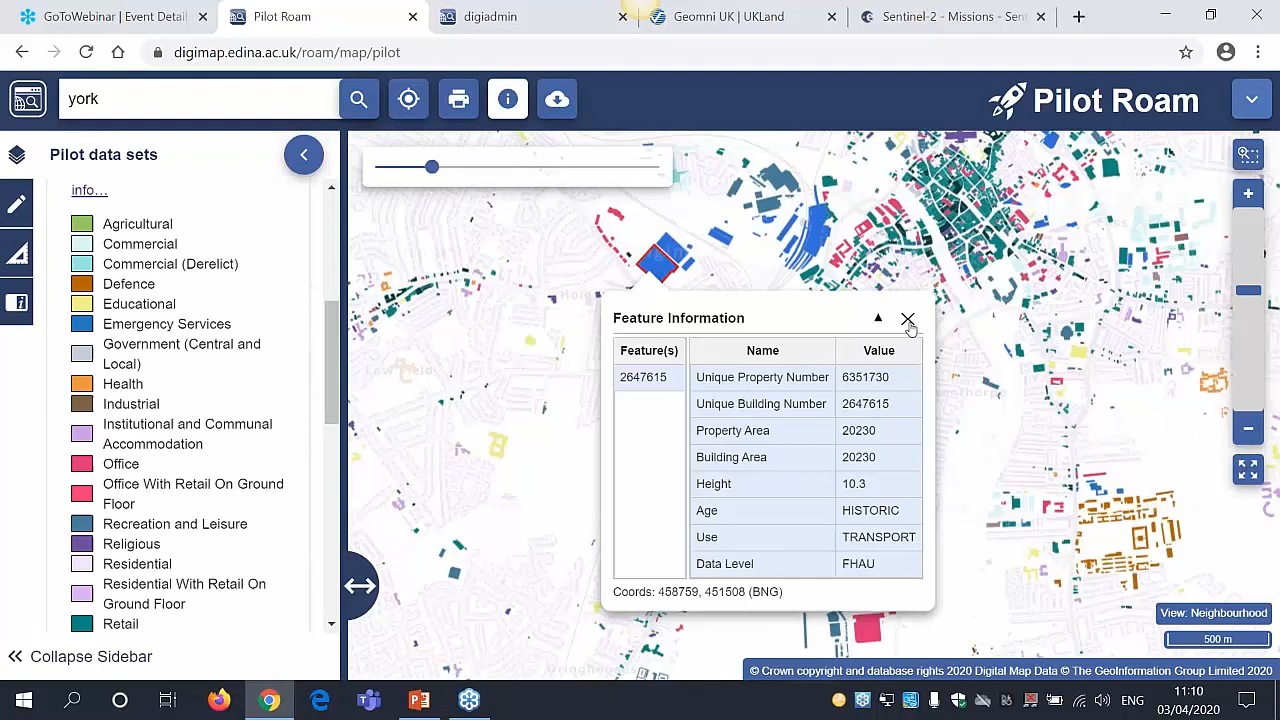 GoToWebinar | Event Detai
Pilot Roam
digiadmin
Geomni UK | UKLand
Sentinel-2 - Missions - Sent
digimap.edina.ac.uk/roam/map/pilot
york
Pilot Roam
Pilot data sets
info...
Agricultural
Commercial
Commercial (Derelict)
Defence
Educational
Emergency Services
Government (Central and
Local)
Health
Industrial
Institutional and Communal
Accommodation
Office
Office With Retail On Ground
Floor
Recreation and Leisure
Religious
Residential
Residential With Retail On
Ground Floor
Retail
Collapse Sidebar
Feature Information
Feature(s) Name Value
2647615 Unique Property Number 6351730
Unique Building Number 2647615
Property Area 20230
Building Area 20230
Height 10.3
Age HISTORIC
Use TRANSPORT
Data Level FHAU
Coords: 458759, 451508 (BNG)
View: Neighbourhood
500 m
© Crown copyright and database rights 2020 Digital Map Data © The GeoInformation Group Limited 2020
ENG
11:10
03/04/2020